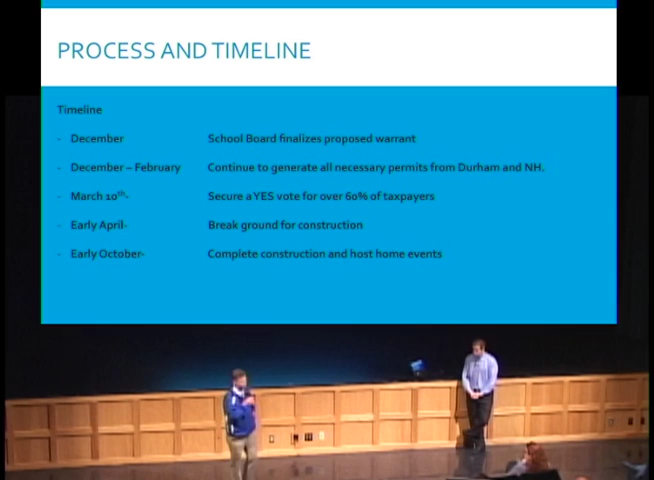 PROCESS AND TIMELINE
Timeline
- December School Board finalizes proposed warrant
- December – February Continue to generate all necessary permits from Durham and NH.
- March 10th- Secure a YES vote for over 60% of taxpayers
- Early April- Break ground for construction
- Early October- Complete construction and host home events